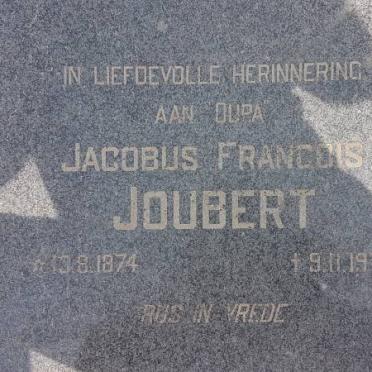 IN LIEFDEVOLLE HERINNERING
AAN OUPA
JACOBUS FRANCOIS
JOUBERT
☆ 13.8.1874 † 9.11.19
RUS IN VREDE